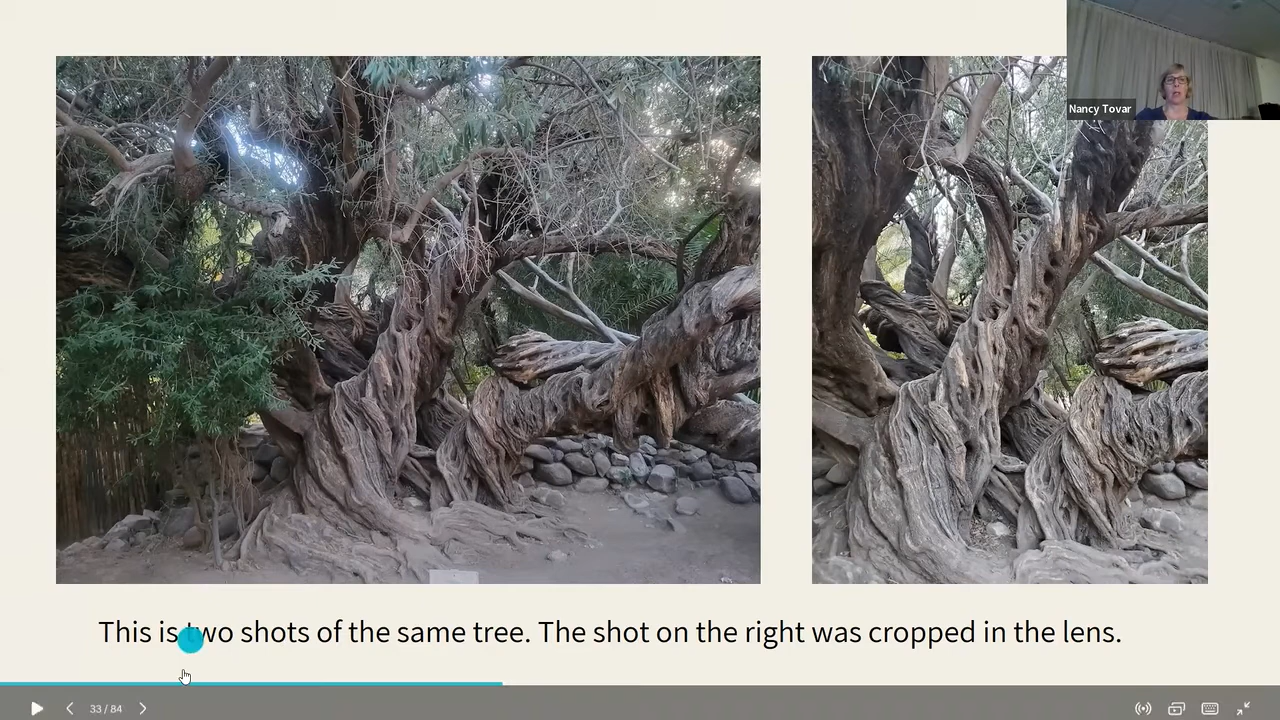 Nancy Tovar
This is two shots of the same tree. The shot on the right was cropped in the lens.
33 / 84